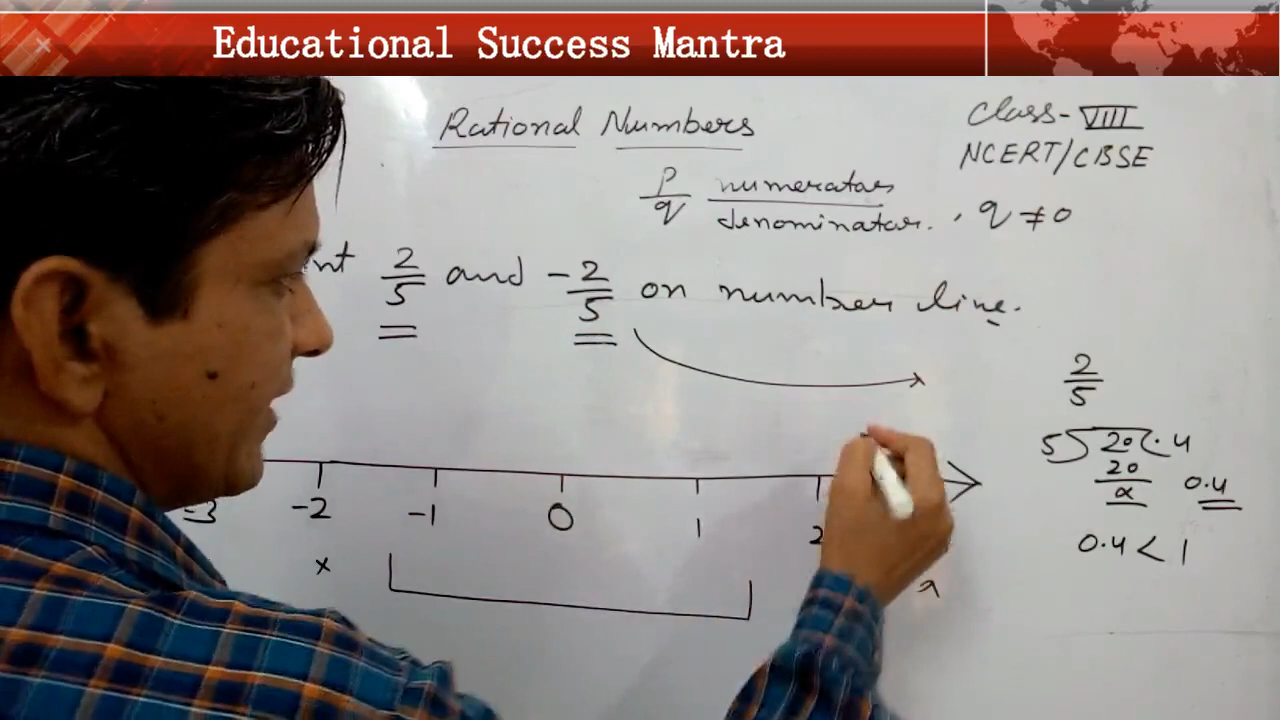 Educational Success Mantra
Rational Numbers
Class-VIII
NCERT/CBSE
p/q numerator/denominator, q ≠ 0
nt 2/5 and -2/5 on number line.
2/5
5) 20 (.4
20
x 0.4
0.4 < 1
-3 -2 -1 0 1 2
x